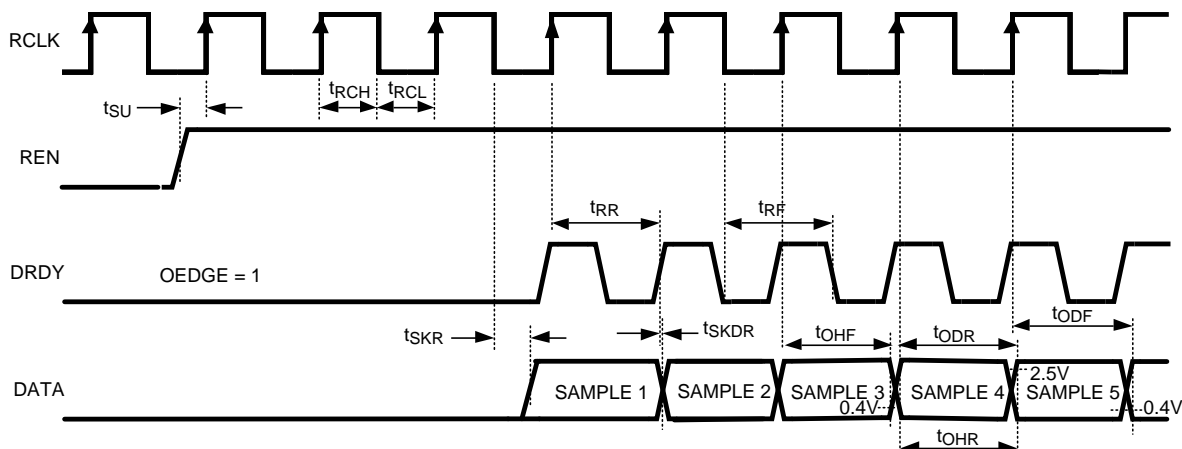 RCLK
tRCH tRCL
tSU
REN
tRR tRF
DRDY OEDGE = 1
tSKR tSKDR tOHF tODR tODF
DATA SAMPLE 1 SAMPLE 2 SAMPLE 3 SAMPLE 4 SAMPLE 5
2.5V
0.4V 0.4V
tOHR